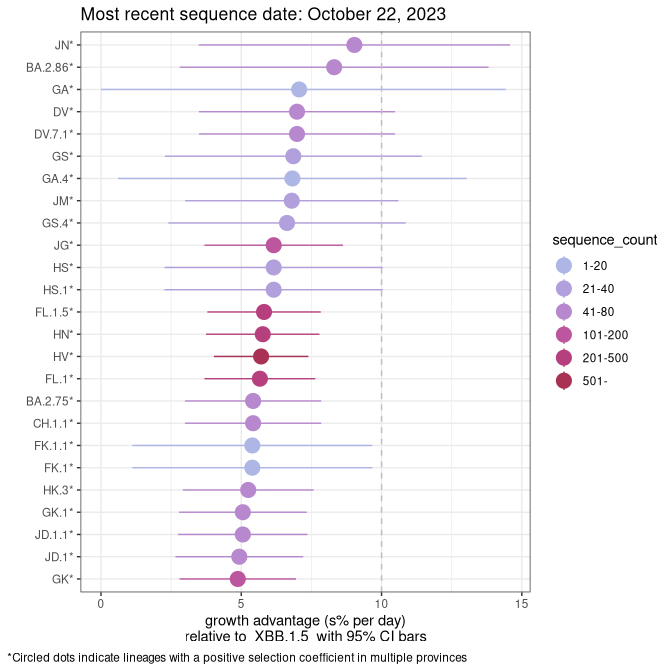 Most recent sequence date: October 22, 2023
JN*
BA.2.86*
GA*
DV*
DV.7.1*
GS*
GA.4*
JM*
GS.4*
JG*
HS*
HS.1*
FL.1.5*
HN*
HV*
FL.1*
BA.2.75*
CH.1.1*
FK.1.1*
FK.1*
HK.3*
GK.1*
JD.1.1*
JD.1*
GK*
0 5 10 15
growth advantage (s% per day)
relative to XBB.1.5 with 95% CI bars
sequence_count
1-20
21-40
41-80
101-200
201-500
501-
*Circled dots indicate lineages with a positive selection coefficient in multiple provinces